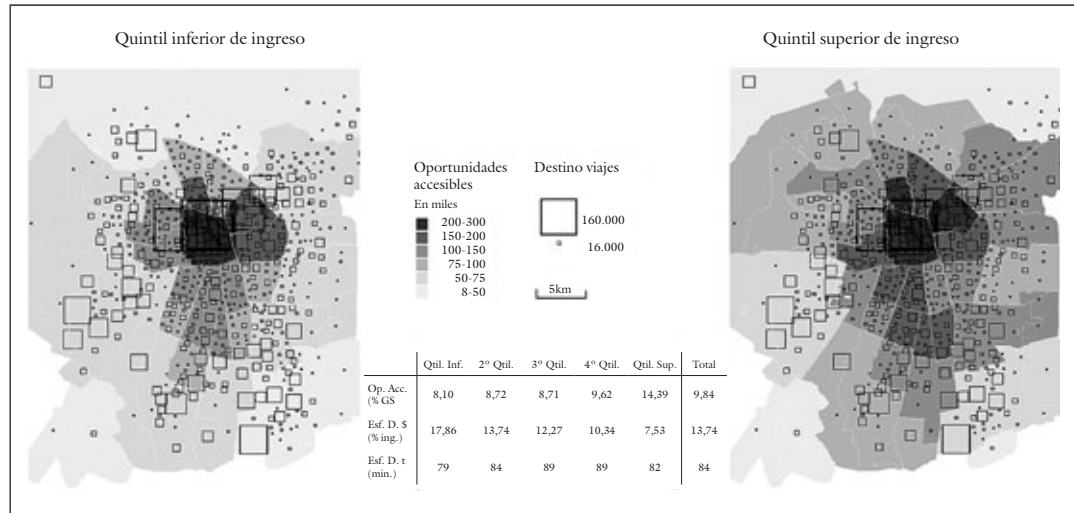 Quintil inferior de ingreso
Quintil superior de ingreso
Oportunidades
accesibles
En miles
200-300
150-200
100-150
75-100
50-75
8-50
Destino viajes
160.000
16.000
5km
Qtil. Inf. 2º Qtil. 3º Qtil. 4º Qtil. Qtil. Sup. Total
Op. Acc.
(% GS 8,10 8,72 8,71 9,62 14,39 9,84
Esf. D. $
(% ing.) 17,86 13,74 12,27 10,34 7,53 13,74
Esf. D. t
(min.) 79 84 89 89 82 84